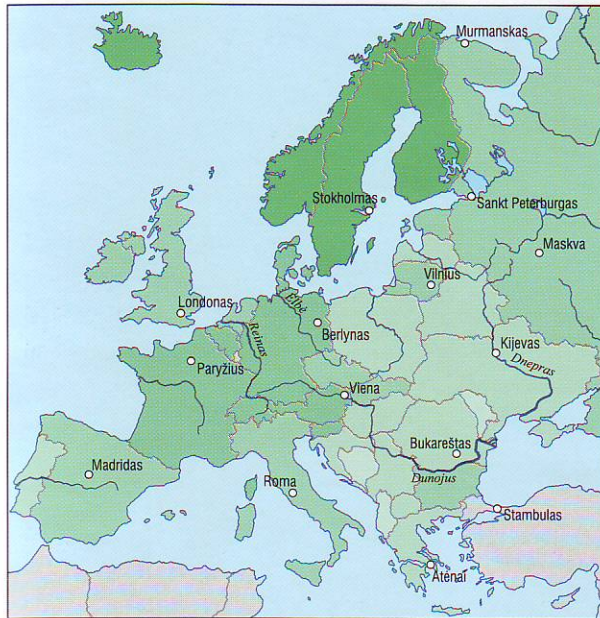 Murmanskas
Stokholmas
Sankt Peterburgas
Maskva
Vilnius
Londonas
Elbė
Reinas
Berlynas
Kijevas
Dnepras
Paryžius
Viena
Bukareštas
Madridas
Dunojus
Roma
Stambulas
Atėnai